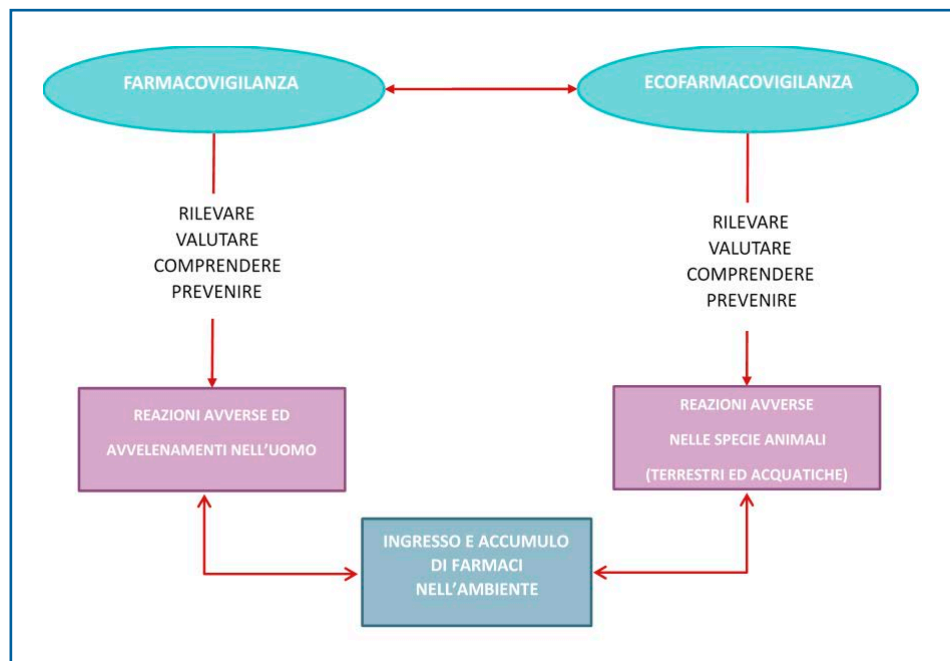 FARMACOVIGILANZA
ECOFARMACOVIGILANZA
RILEVARE
VALUTARE
COMPRENDERE
PREVENIRE
RILEVARE
VALUTARE
COMPRENDERE
PREVENIRE
REAZIONI AVVERSE ED
AVVELENAMENTI NELL'UOMO
REAZIONI AVVERSE
NELLE SPECIE ANIMALI
(TERRESTRI ED ACQUATICHE)
INGRESSO E ACCUMULO
DI FARMACI
NELL'AMBIENTE